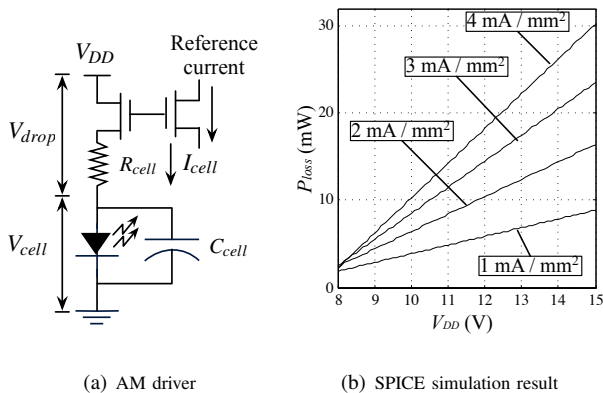 V_DD
Reference
current
V_drop
R_cell
I_cell
V_cell
C_cell
(a) AM driver
P_loss (mW)
30
20
10
0
4 mA / mm²
3 mA / mm²
2 mA / mm²
1 mA / mm²
8 9 10 11 12 13 14 15
V_DD (V)
(b) SPICE simulation result